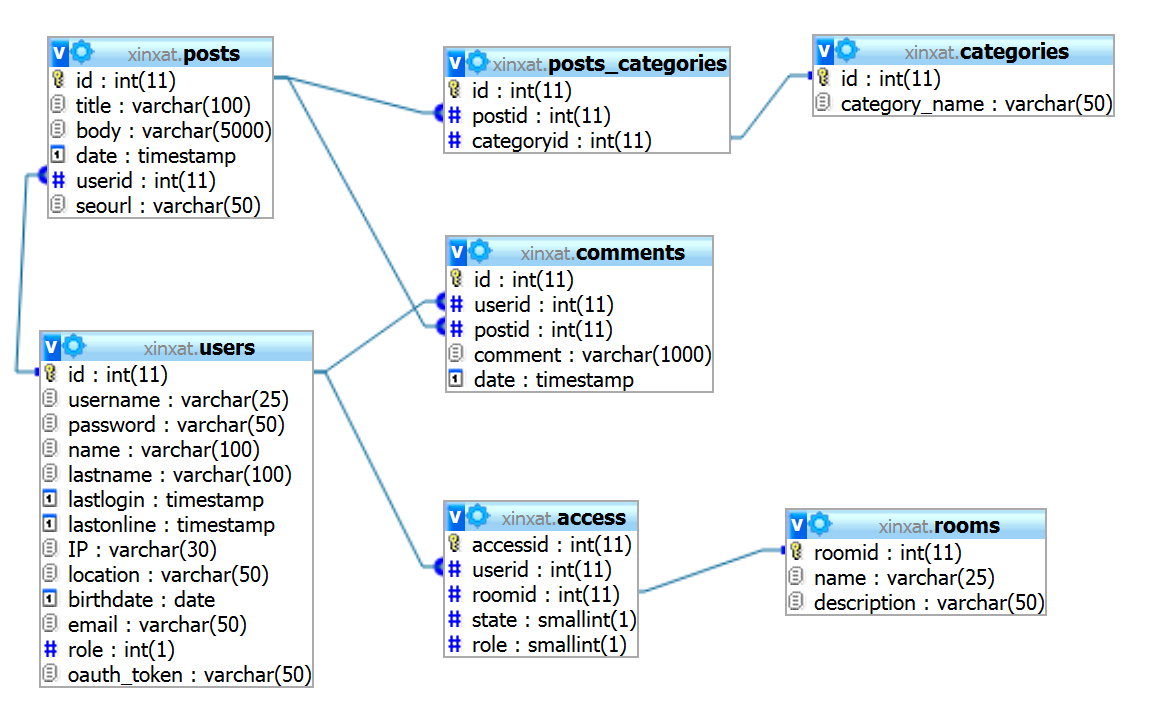 xinxat.posts
id : int(11)
title : varchar(100)
body : varchar(5000)
date : timestamp
userid : int(11)
seourl : varchar(50)
xinxat.posts_categories
id : int(11)
postid : int(11)
categoryid : int(11)
xinxat.categories
id : int(11)
category_name : varchar(50)
xinxat.comments
id : int(11)
userid : int(11)
postid : int(11)
comment : varchar(1000)
date : timestamp
xinxat.users
id : int(11)
username : varchar(25)
password : varchar(50)
name : varchar(100)
lastname : varchar(100)
lastlogin : timestamp
lastonline : timestamp
IP : varchar(30)
location : varchar(50)
birthdate : date
email : varchar(50)
role : int(1)
oauth_token : varchar(50)
xinxat.access
accessid : int(11)
userid : int(11)
roomid : int(11)
state : smallint(1)
role : smallint(1)
xinxat.rooms
roomid : int(11)
name : varchar(25)
description : varchar(50)